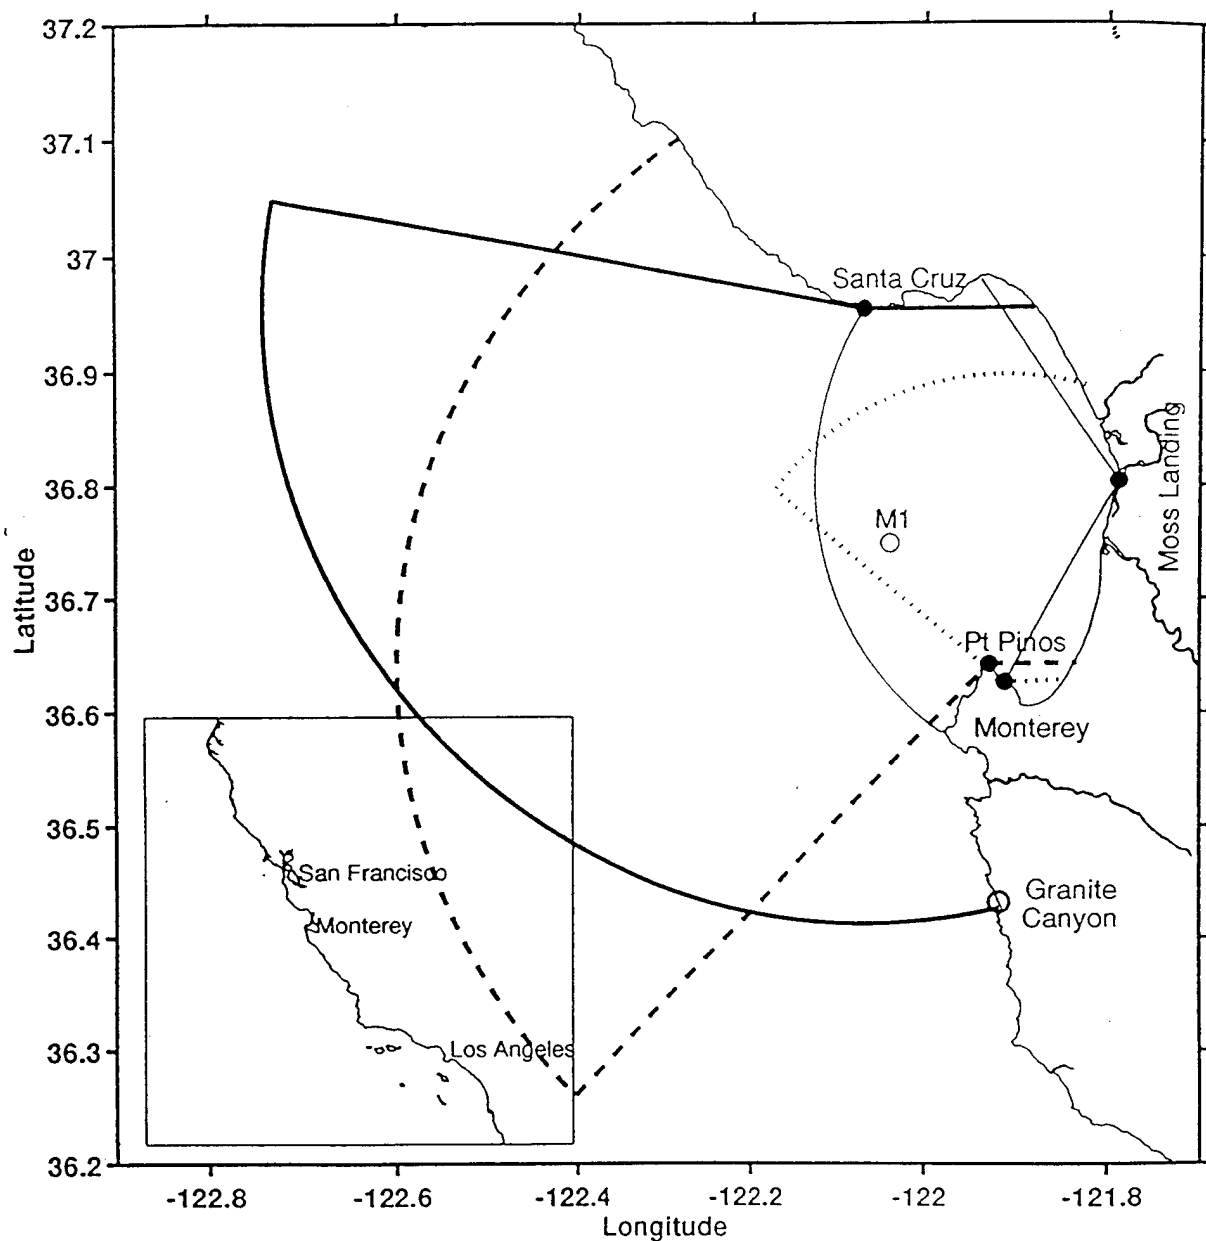 37.2
37.1
37
36.9
36.8
36.7
36.6
36.5
36.4
36.3
36.2
Latitude
Santa Cruz
Moss Landing
M1
Pt Pinos
Monterey
Granite
Canyon
San Francisco
Monterey
Los Angeles
-122.8
-122.6
-122.4
-122.2
-122
-121.8
Longitude